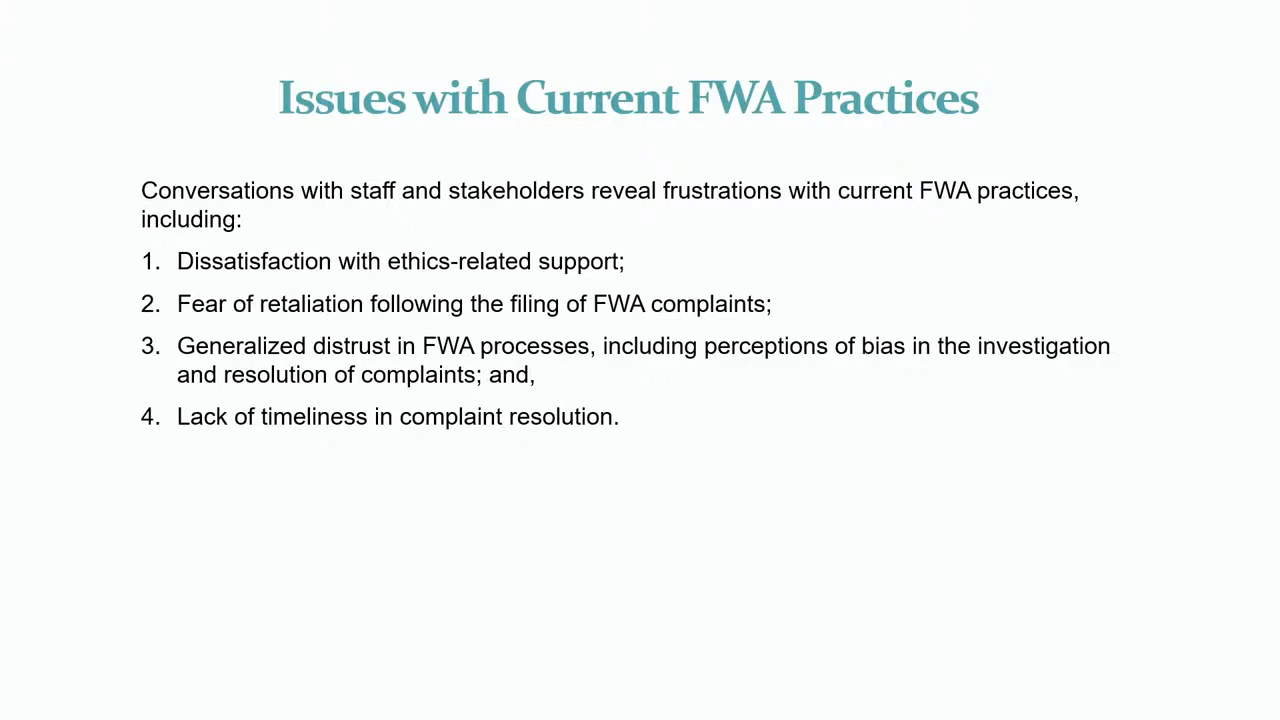 Issues with Current FWA Practices
Conversations with staff and stakeholders reveal frustrations with current FWA practices,
including:
1. Dissatisfaction with ethics-related support;
2. Fear of retaliation following the filing of FWA complaints;
3. Generalized distrust in FWA processes, including perceptions of bias in the investigation
and resolution of complaints; and,
4. Lack of timeliness in complaint resolution.